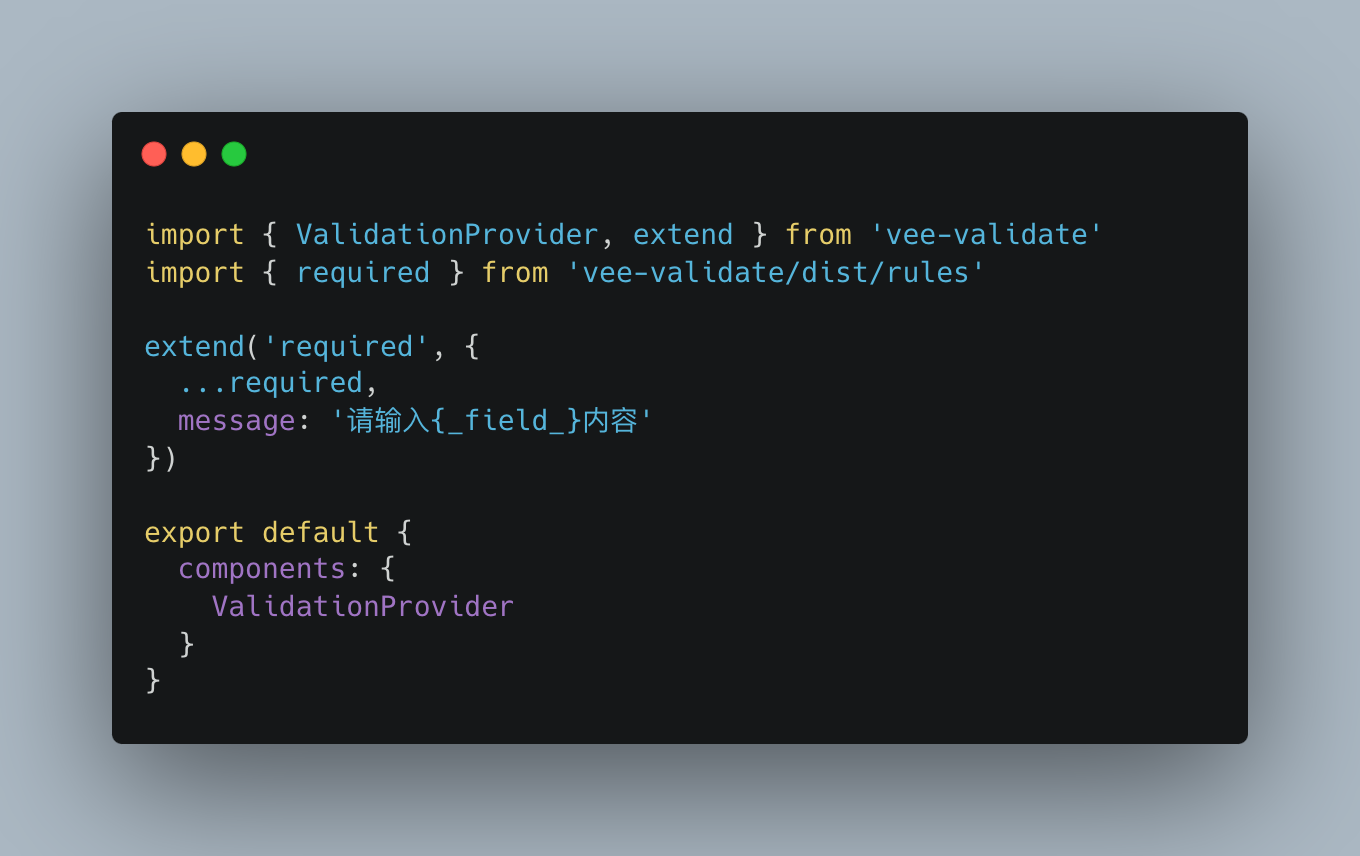 import { ValidationProvider, extend } from 'vee-validate'
import { required } from 'vee-validate/dist/rules'
extend('required', {
  ...required,
  message: '请输入{_field_}内容'
})
export default {
  components: {
    ValidationProvider
  }
}